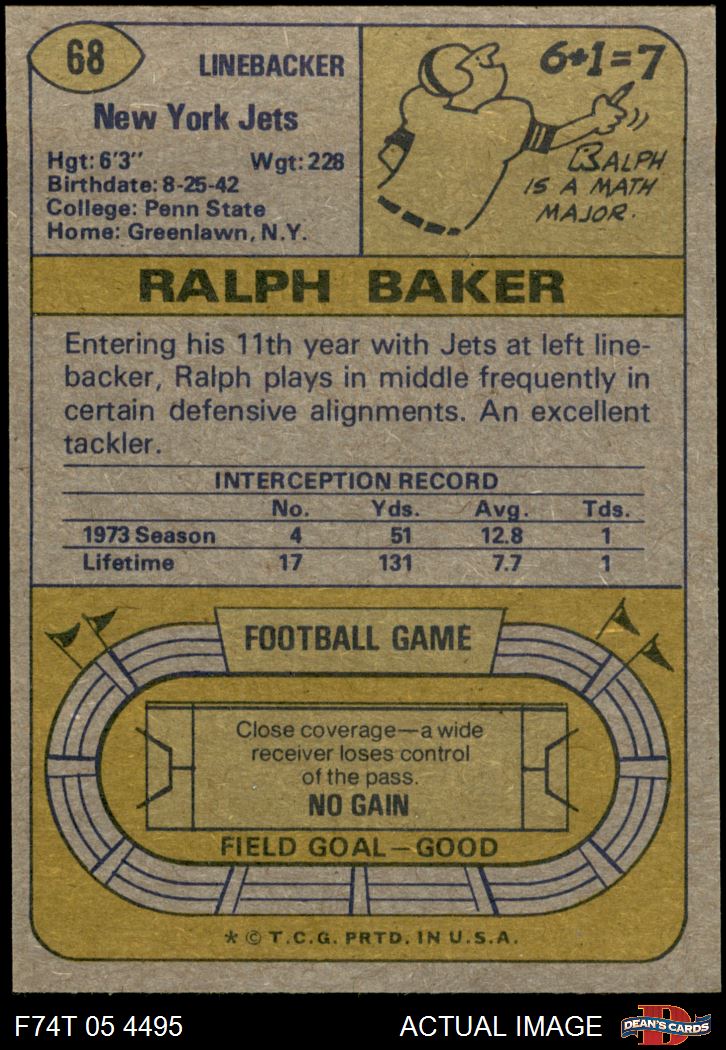 68
LINEBACKER
New York Jets
Hgt: 6'3" Wgt: 228
Birthdate: 8-25-42
College: Penn State
Home: Greenlawn, N.Y.
6+1=7
RALPH
IS A MATH
MAJOR.
RALPH BAKER
Entering his 11th year with Jets at left line-
backer, Ralph plays in middle frequently in
certain defensive alignments. An excellent
tackler.
INTERCEPTION RECORD
No. Yds. Avg. Tds.
1973 Season 4 51 12.8 1
Lifetime 17 131 7.7 1
FOOTBALL GAME
Close coverage—a wide
receiver loses control
of the pass.
NO GAIN
FIELD GOAL—GOOD
* © T.C.G. PRTD. IN U.S.A.
F74T 05 4495 ACTUAL IMAGE
D
DEAN'S CARDS